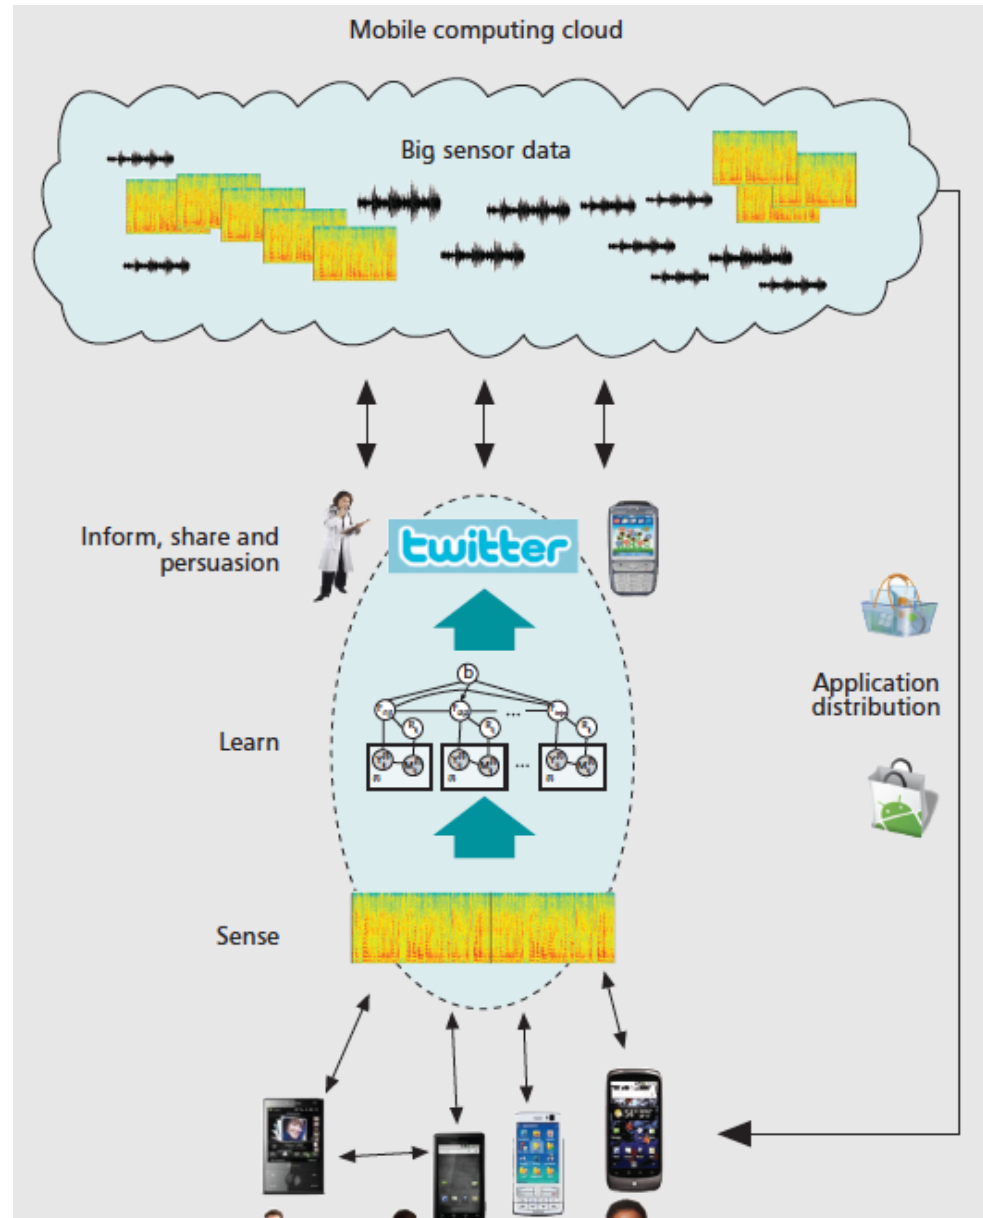 Mobile computing cloud
Big sensor data
Inform, share and
persuasion
twitter
Learn
b
...
...
Sense
Application
distribution